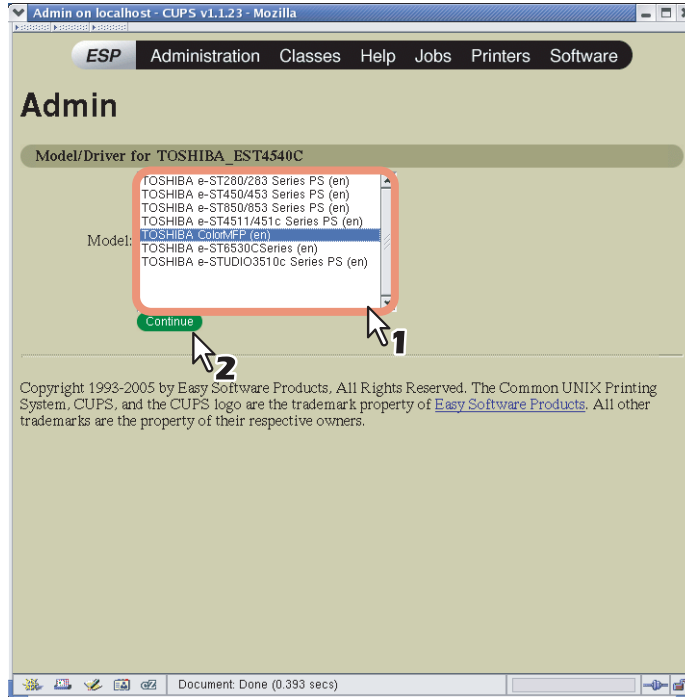 Admin on localhost - CUPS v1.1.23 - Mozilla
ESP Administration Classes Help Jobs Printers Software
Admin
Model/Driver for TOSHIBA_EST4540C
TOSHIBA e-ST280/283 Series PS (en)
TOSHIBA e-ST450/453 Series PS (en)
TOSHIBA e-ST850/853 Series PS (en)
TOSHIBA e-ST4511/451c Series PS (en)
Model: TOSHIBA ColorMFP (en)
TOSHIBA e-ST6530CSeries (en)
TOSHIBA e-STUDIO3510c Series PS (en)
Continue
1
2
Copyright 1993-2005 by Easy Software Products, All Rights Reserved. The Common UNIX Printing
System, CUPS, and the CUPS logo are the trademark property of Easy Software Products. All other
trademarks are the property of their respective owners.
Document: Done (0.393 secs)